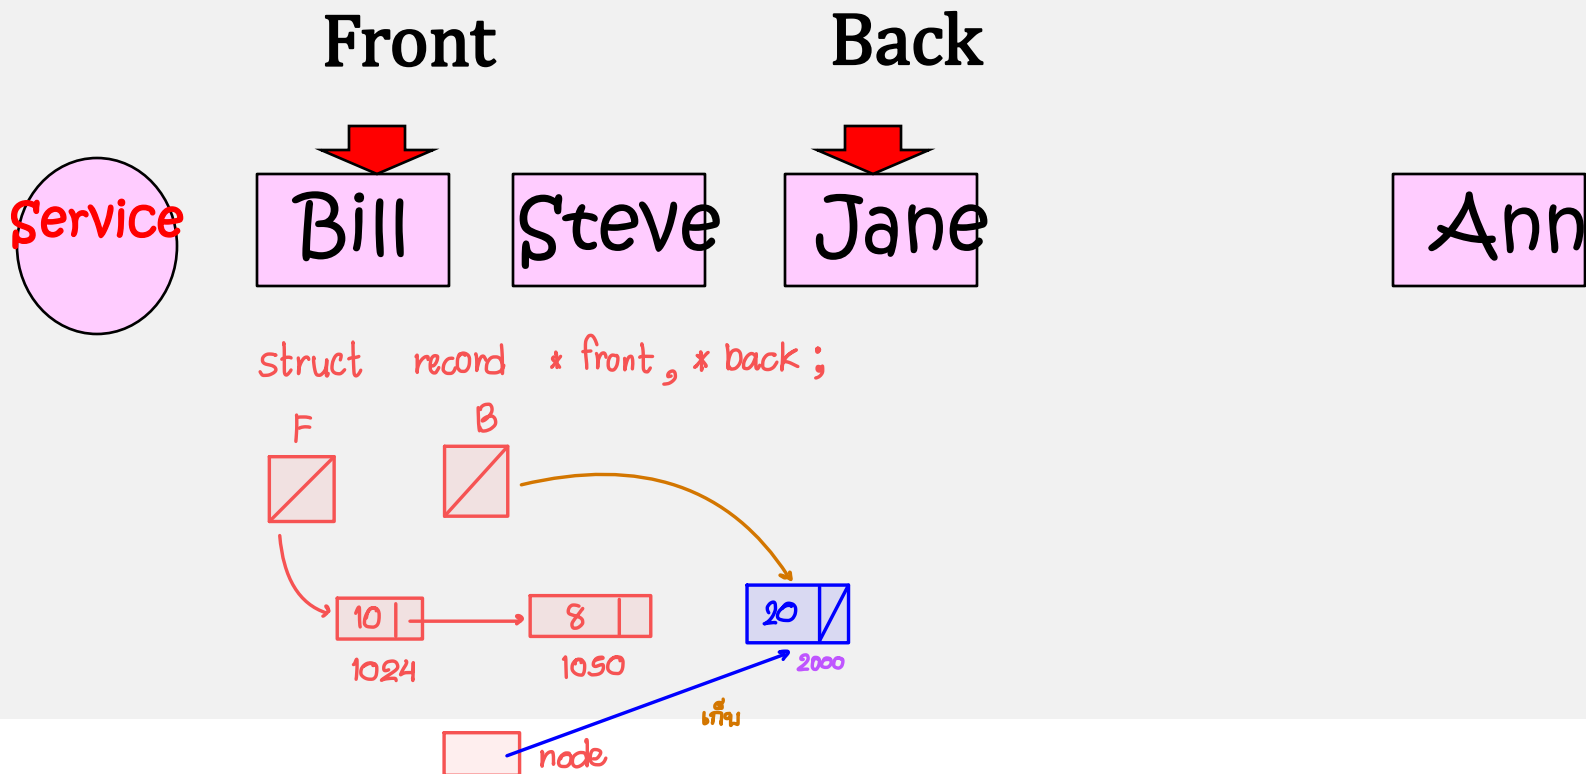 Front Back
Service Bill Steve Jane Ann
struct record * front, * back ;
F B
10 8 20
1024 1050 2000
เก็บ
node